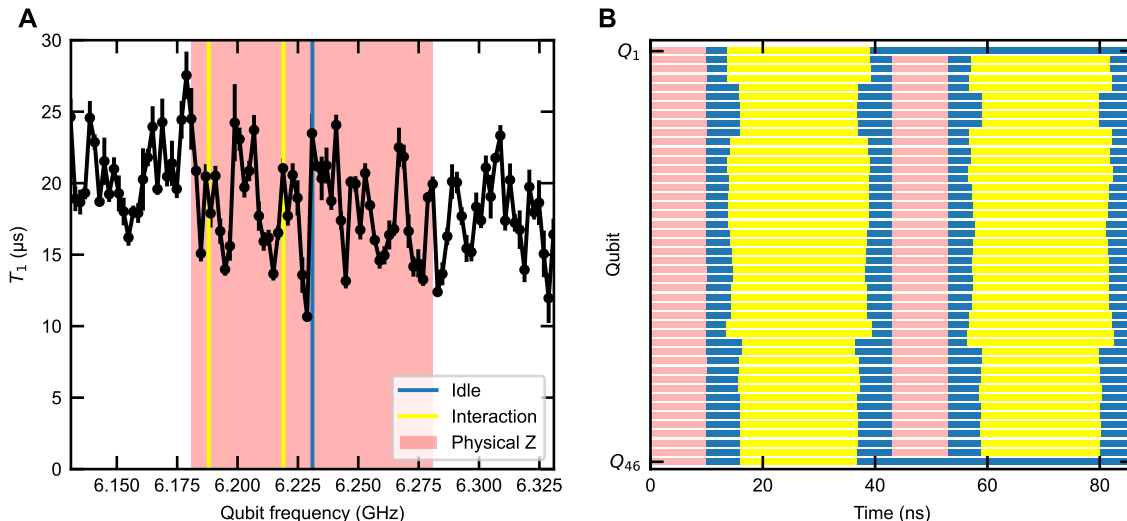 A
30
25
20
15
10
5
0
T₁ (μs)
6.150
6.175
6.200
6.225
6.250
6.275
6.300
6.325
Qubit frequency (GHz)
Idle
Interaction
Physical Z
B
Q₁
Qubit
Q₄₆
0
20
40
60
80
Time (ns)